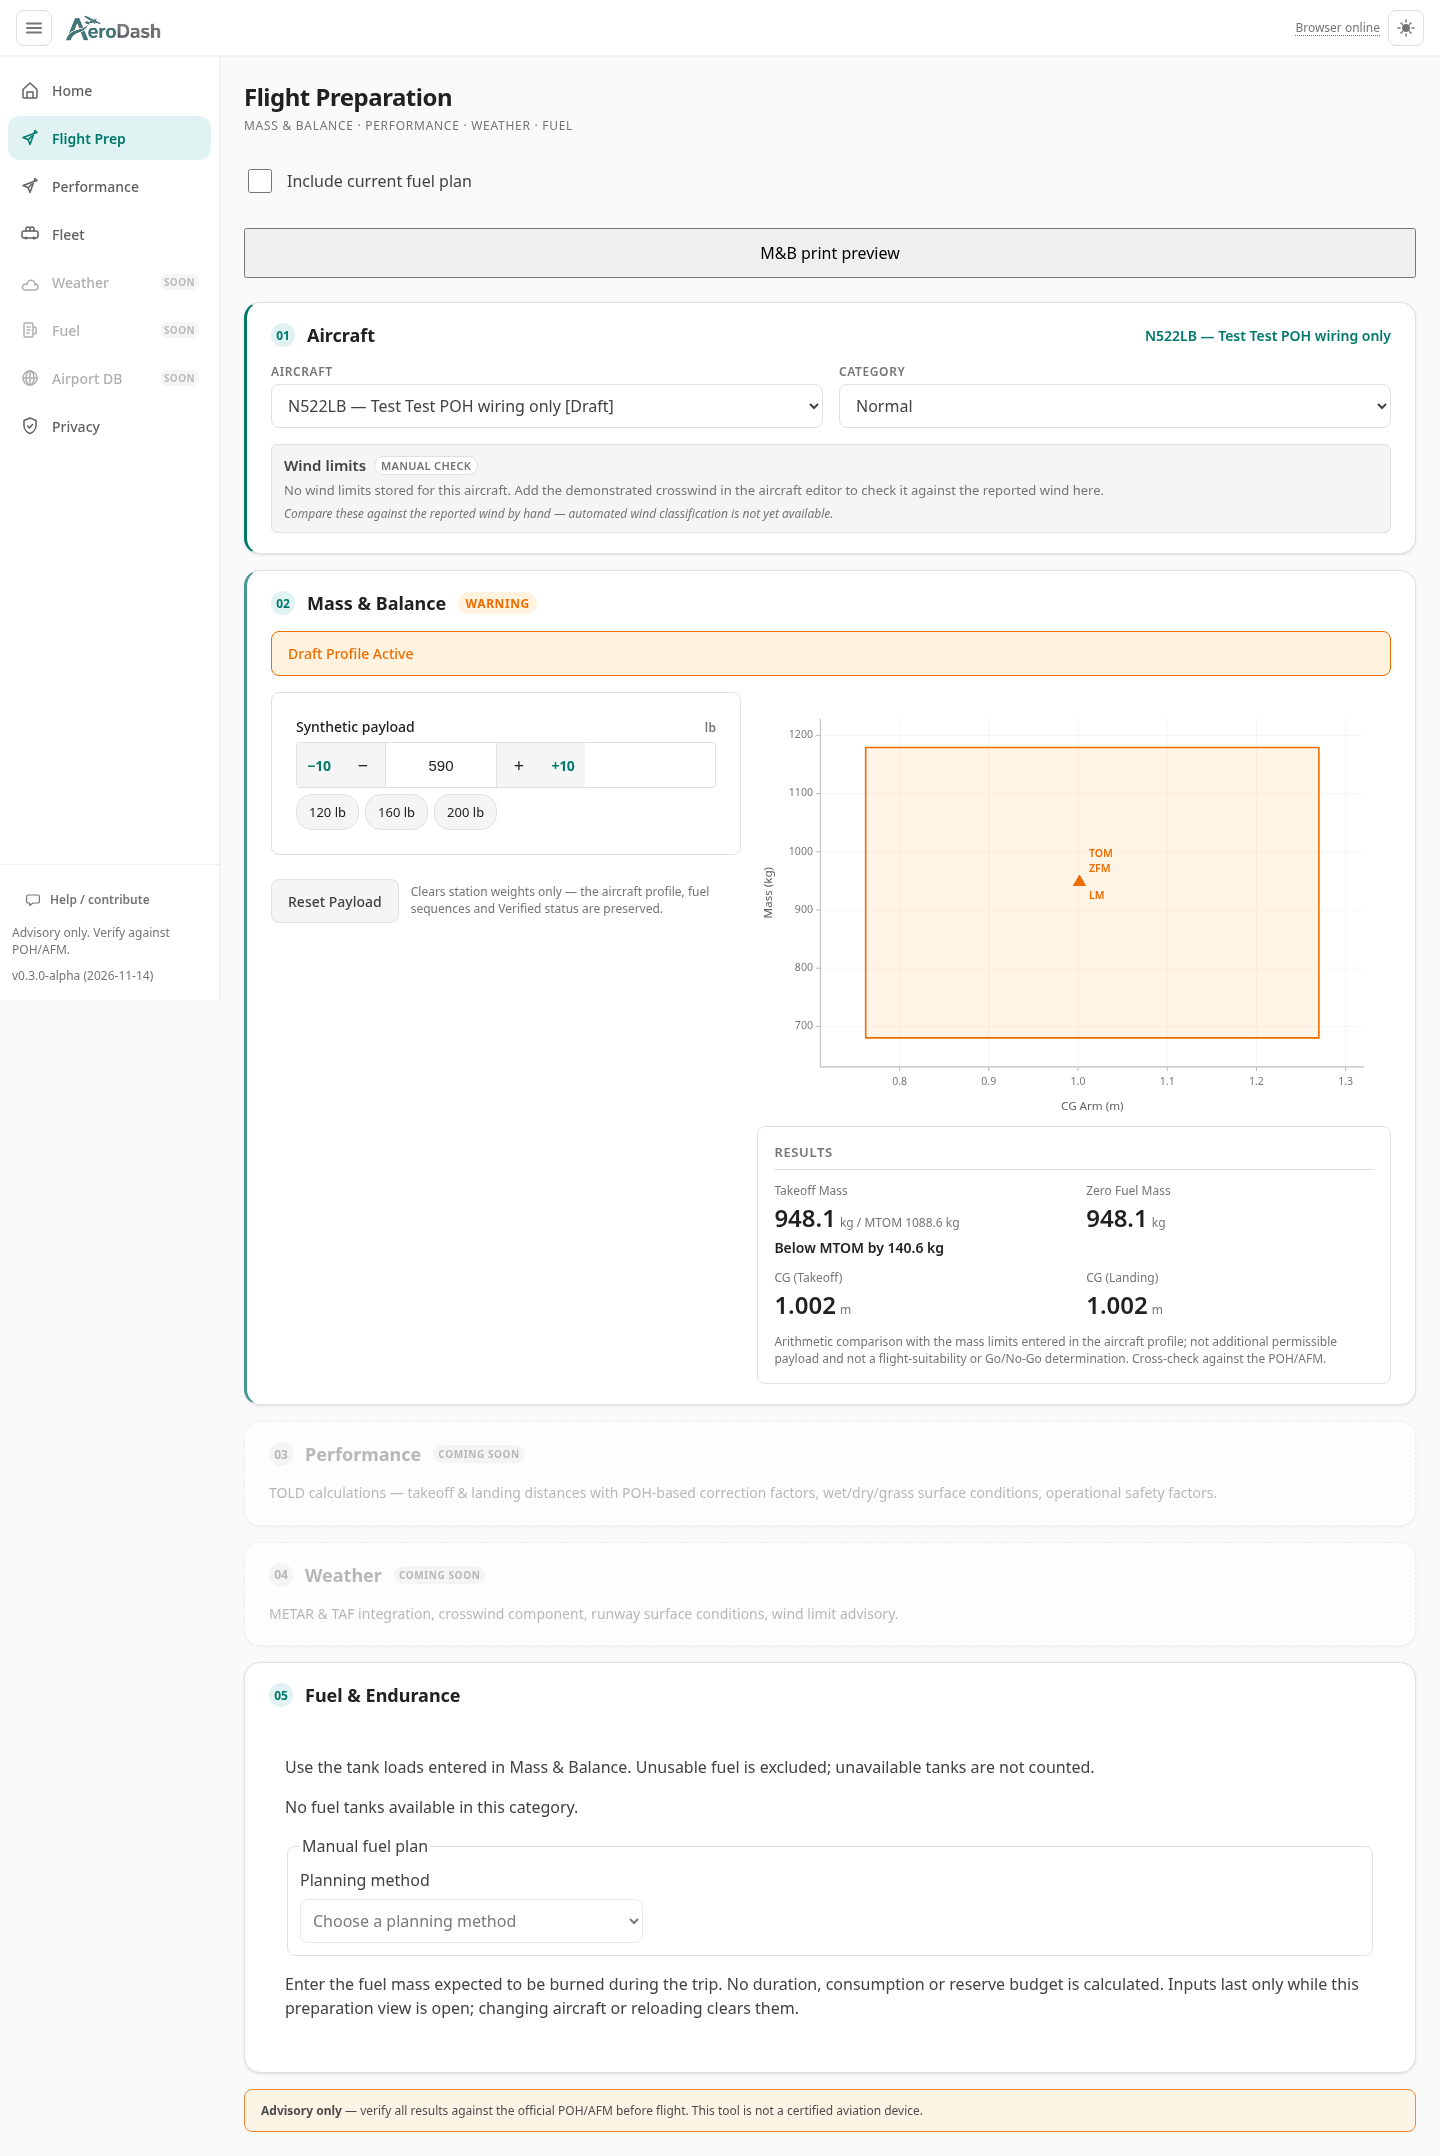 AeroDash
Browser online
Home
Flight Prep
Performance
Fleet
Weather SOON
Fuel SOON
Airport DB SOON
Privacy
Help / contribute
Advisory only. Verify against
POH/AFM.
v0.3.0-alpha (2026-11-14)
Flight Preparation
MASS & BALANCE · PERFORMANCE · WEATHER · FUEL
Include current fuel plan
M&B print preview
01 Aircraft
N522LB — Test Test POH wiring only
AIRCRAFT
CATEGORY
N522LB — Test Test POH wiring only [Draft]
Normal
Wind limits MANUAL CHECK
No wind limits stored for this aircraft. Add the demonstrated crosswind in the aircraft editor to check it against the reported wind here.
Compare these against the reported wind by hand — automated wind classification is not yet available.
02 Mass & Balance WARNING
Draft Profile Active
Synthetic payload lb
−10 − 590 + +10
120 lb 160 lb 200 lb
Reset Payload
Clears station weights only — the aircraft profile, fuel
sequences and Verified status are preserved.
1200
1100
1000
900
800
700
Mass (kg)
TOM
ZFM
LM
0.8 0.9 1.0 1.1 1.2 1.3
CG Arm (m)
RESULTS
Takeoff Mass
Zero Fuel Mass
948.1 kg / MTOM 1088.6 kg
948.1 kg
Below MTOM by 140.6 kg
CG (Takeoff)
CG (Landing)
1.002 m
1.002 m
Arithmetic comparison with the mass limits entered in the aircraft profile; not additional permissible
payload and not a flight-suitability or Go/No-Go determination. Cross-check against the POH/AFM.
03 Performance COMING SOON
TOLD calculations — takeoff & landing distances with POH-based correction factors, wet/dry/grass surface conditions, operational safety factors.
04 Weather COMING SOON
METAR & TAF integration, crosswind component, runway surface conditions, wind limit advisory.
05 Fuel & Endurance
Use the tank loads entered in Mass & Balance. Unusable fuel is excluded; unavailable tanks are not counted.
No fuel tanks available in this category.
Manual fuel plan
Planning method
Choose a planning method
Enter the fuel mass expected to be burned during the trip. No duration, consumption or reserve budget is calculated. Inputs last only while this
preparation view is open; changing aircraft or reloading clears them.
Advisory only — verify all results against the official POH/AFM before flight. This tool is not a certified aviation device.